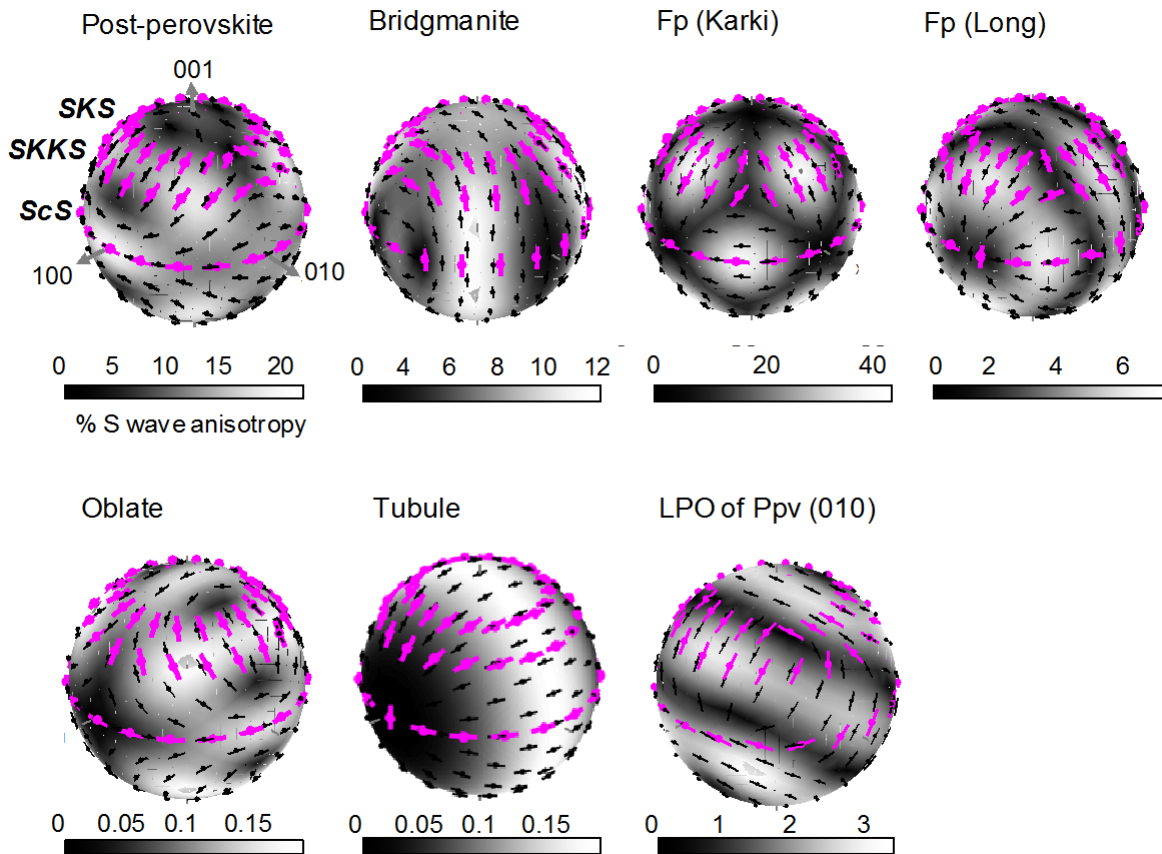 Post-perovskite
Bridgmanite
Fp (Karki)
Fp (Long)
001
SKS
SKKS
ScS
100
010
0 5 10 15 20
0 4 6 8 10 12
0 20 40
0 2 4 6
% S wave anisotropy
Oblate
Tubule
LPO of Ppv (010)
0 0.05 0.1 0.15
0 0.05 0.1 0.15
0 1 2 3